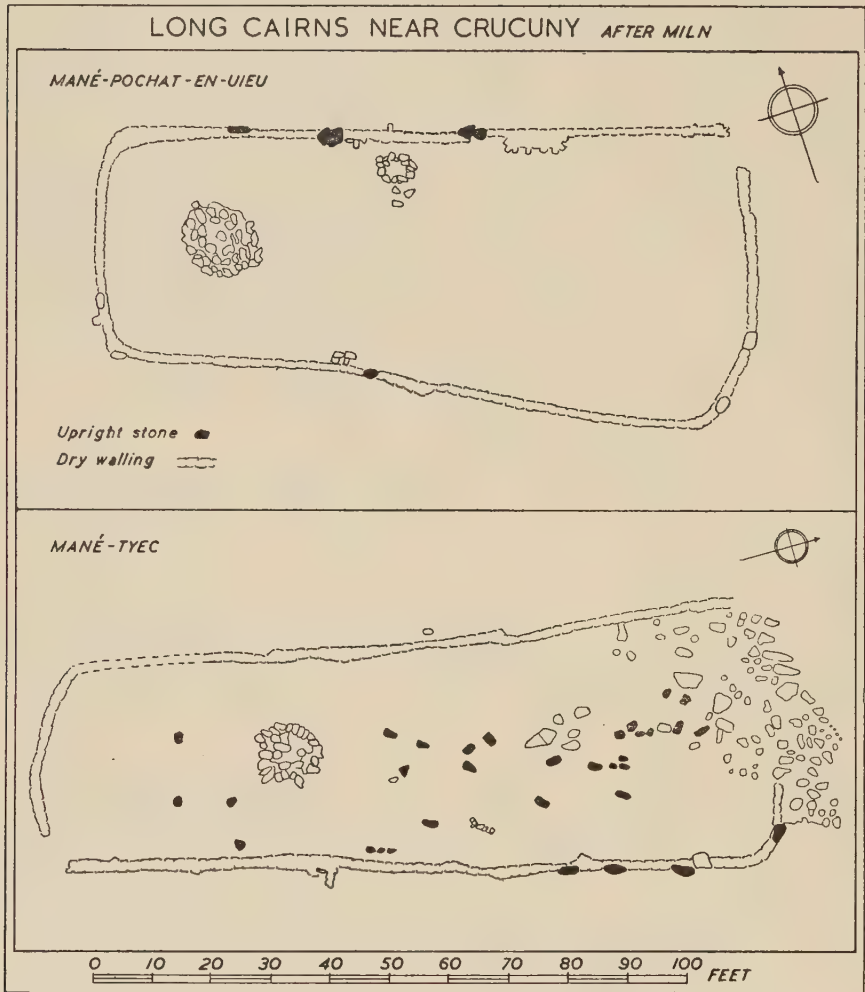 LONG CAIRNS NEAR CRUCUNY AFTER MILN
MANÉ-POCHAT-EN-UIEU
Upright stone
Dry walling
MANÉ-TYEC
0 10 20 30 40 50 60 70 80 90 100 FEET